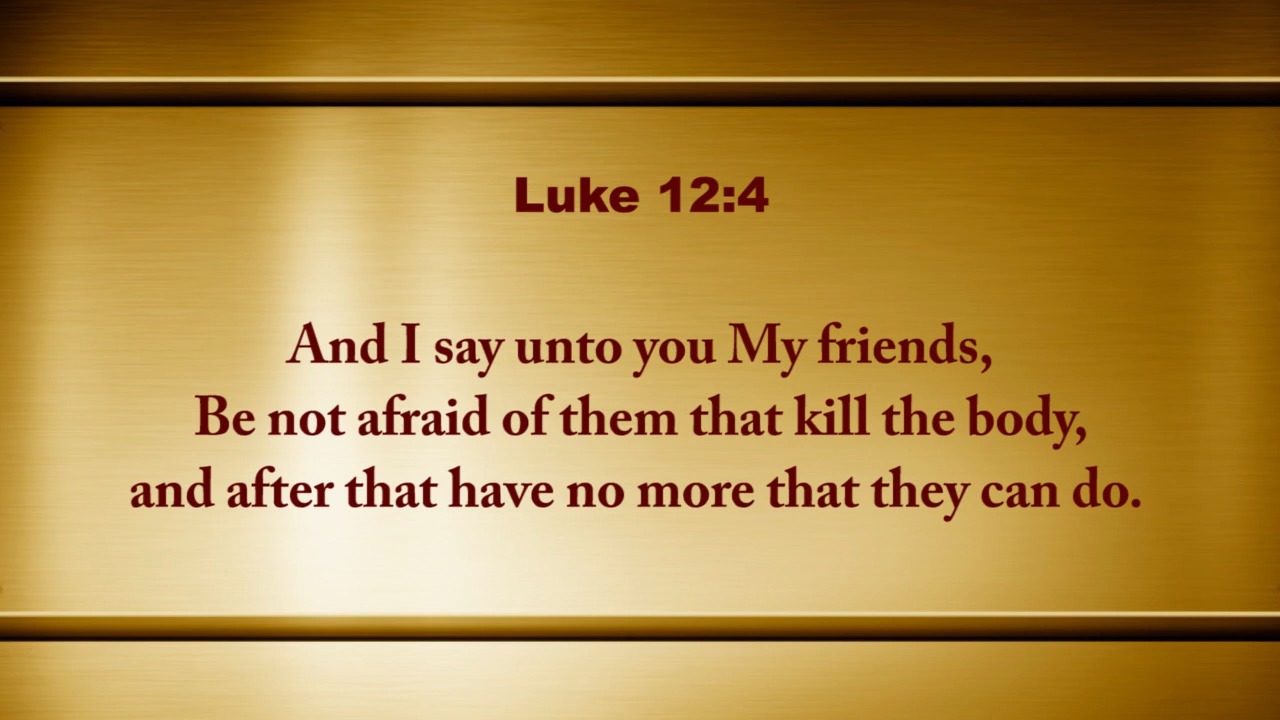 Luke 12:4
And I say unto you My friends,
Be not afraid of them that kill the body,
and after that have no more that they can do.